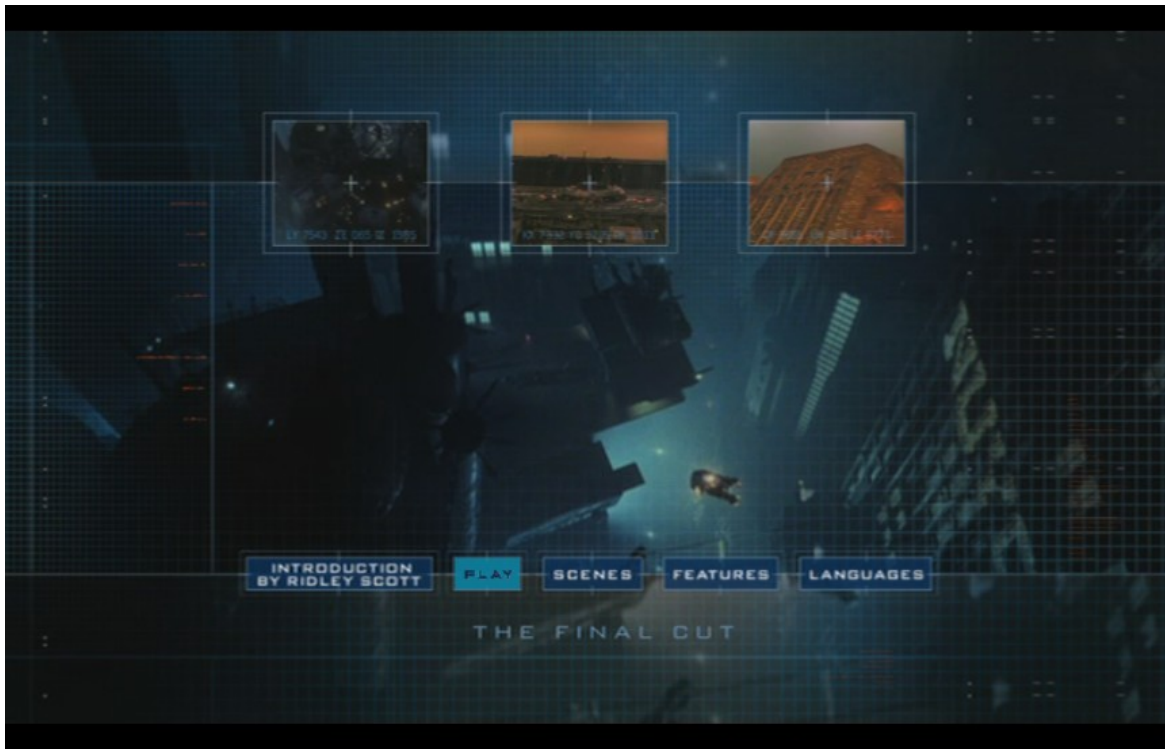 INTRODUCTION
BY RIDLEY SCOTT
PLAY
SCENES
FEATURES
LANGUAGES
THE FINAL CUT